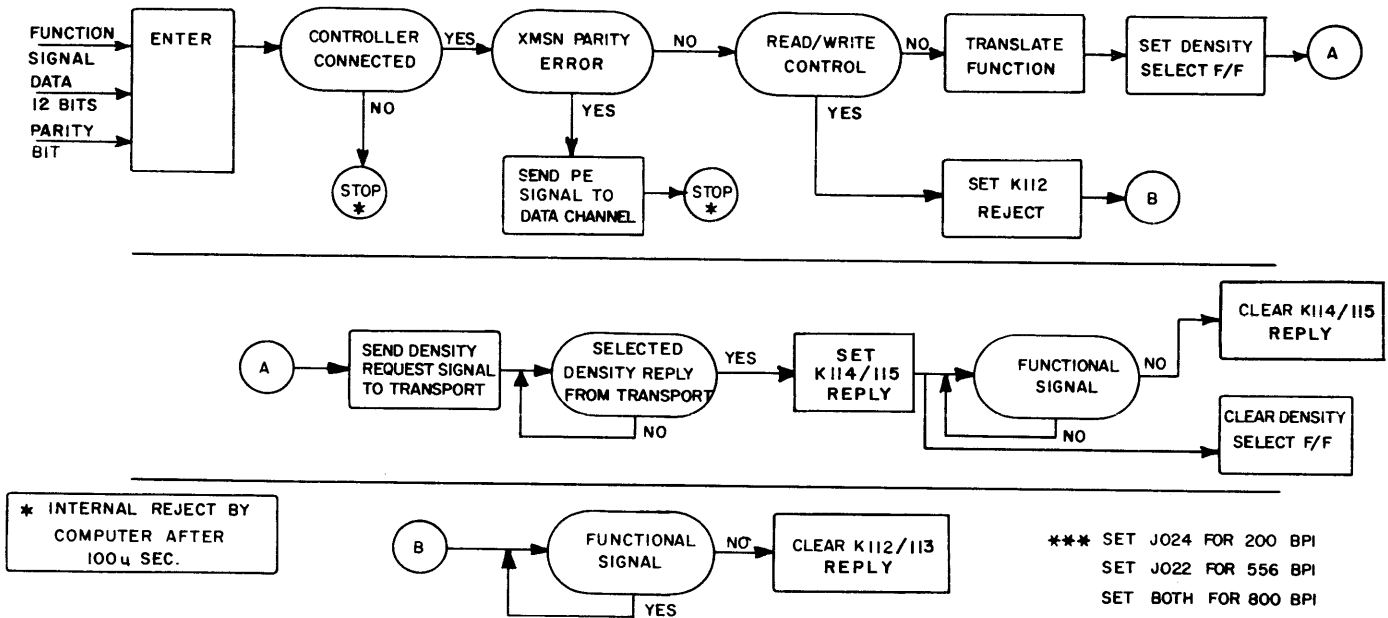 FUNCTION
SIGNAL
DATA
12 BITS
PARITY
BIT
ENTER
CONTROLLER
CONNECTED
YES
NO
STOP
*
XMSN PARITY
ERROR
NO
YES
SEND PE
SIGNAL TO
DATA CHANNEL
STOP
*
READ/WRITE
CONTROL
NO
YES
TRANSLATE
FUNCTION
SET DENSITY
SELECT F/F
A
SET K112
REJECT
B
A
SEND DENSITY
REQUEST SIGNAL
TO TRANSPORT
SELECTED
DENSITY REPLY
FROM TRANSPORT
YES
NO
SET
K114/115
REPLY
FUNCTIONAL
SIGNAL
NO
NO
CLEAR K114/115
REPLY
CLEAR DENSITY
SELECT F/F
* INTERNAL REJECT BY
COMPUTER AFTER
100u SEC.
B
FUNCTIONAL
SIGNAL
NO
YES
CLEAR K112/113
REPLY
*** SET J024 FOR 200 BPI
SET J022 FOR 556 BPI
SET BOTH FOR 800 BPI